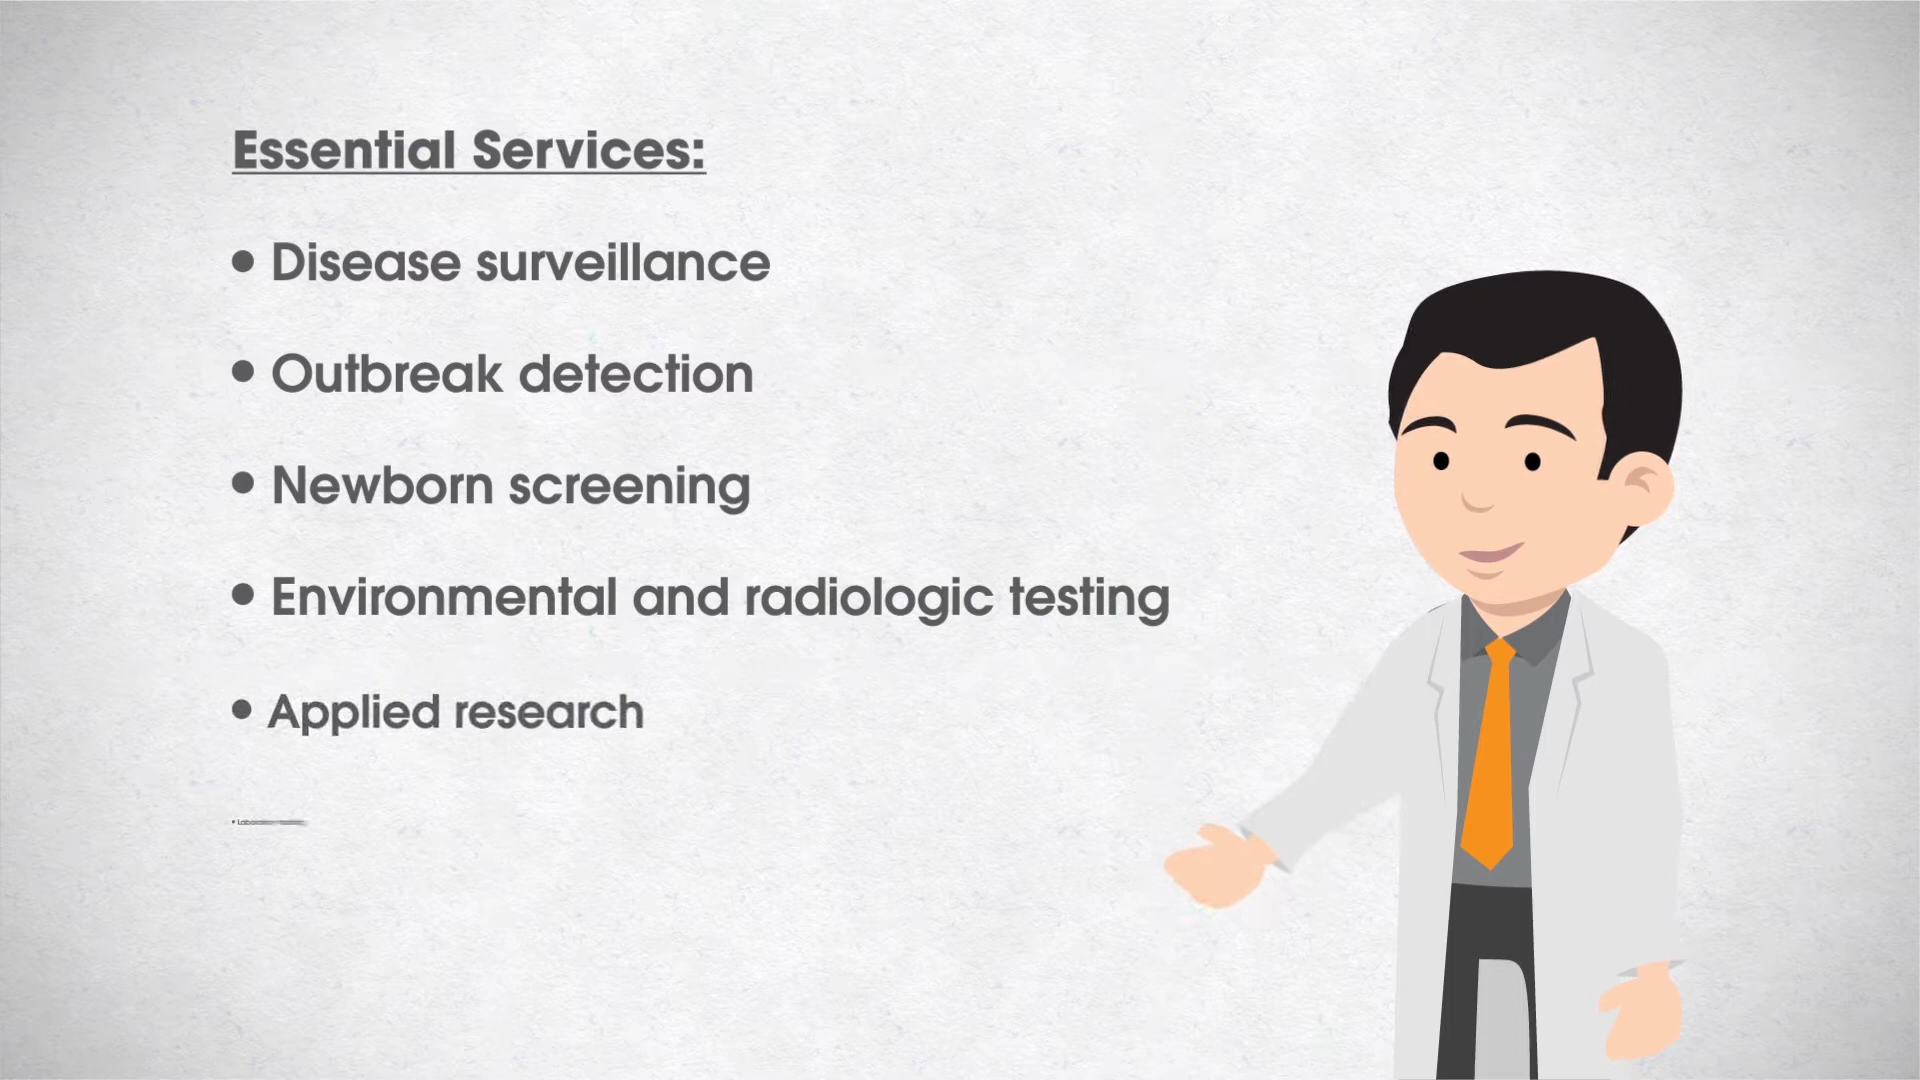 Essential Services:
• Disease surveillance
• Outbreak detection
• Newborn screening
• Environmental and radiologic testing
• Applied research